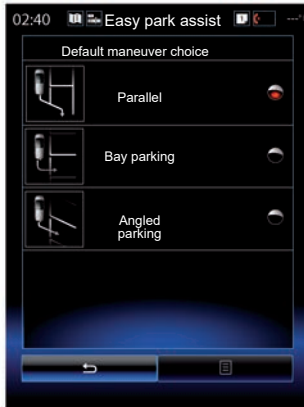 02:40 Easy park assist
Default maneuver choice
Parallel
Bay parking
Angled
parking